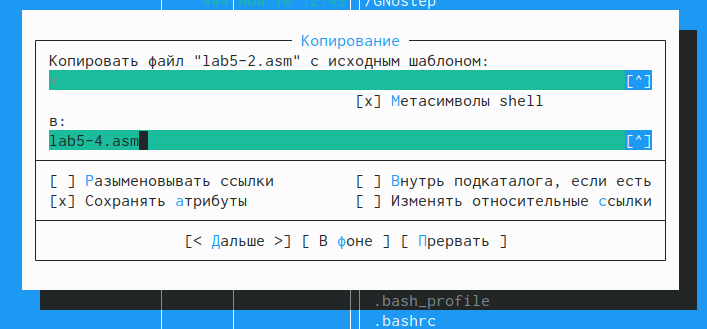 /GNUstep
Копирование
Копировать файл "lab5-2.asm" с исходным шаблоном:
[^]
[x] Метасимволы shell
в:
lab5-4.asm [^]
[ ] Разыменовывать ссылки [ ] Внутрь подкаталога, если есть
[x] Сохранять атрибуты [ ] Изменять относительные ссылки
[< Дальше >] [ В фоне ] [ Прервать ]
.bash_profile
.bashrc